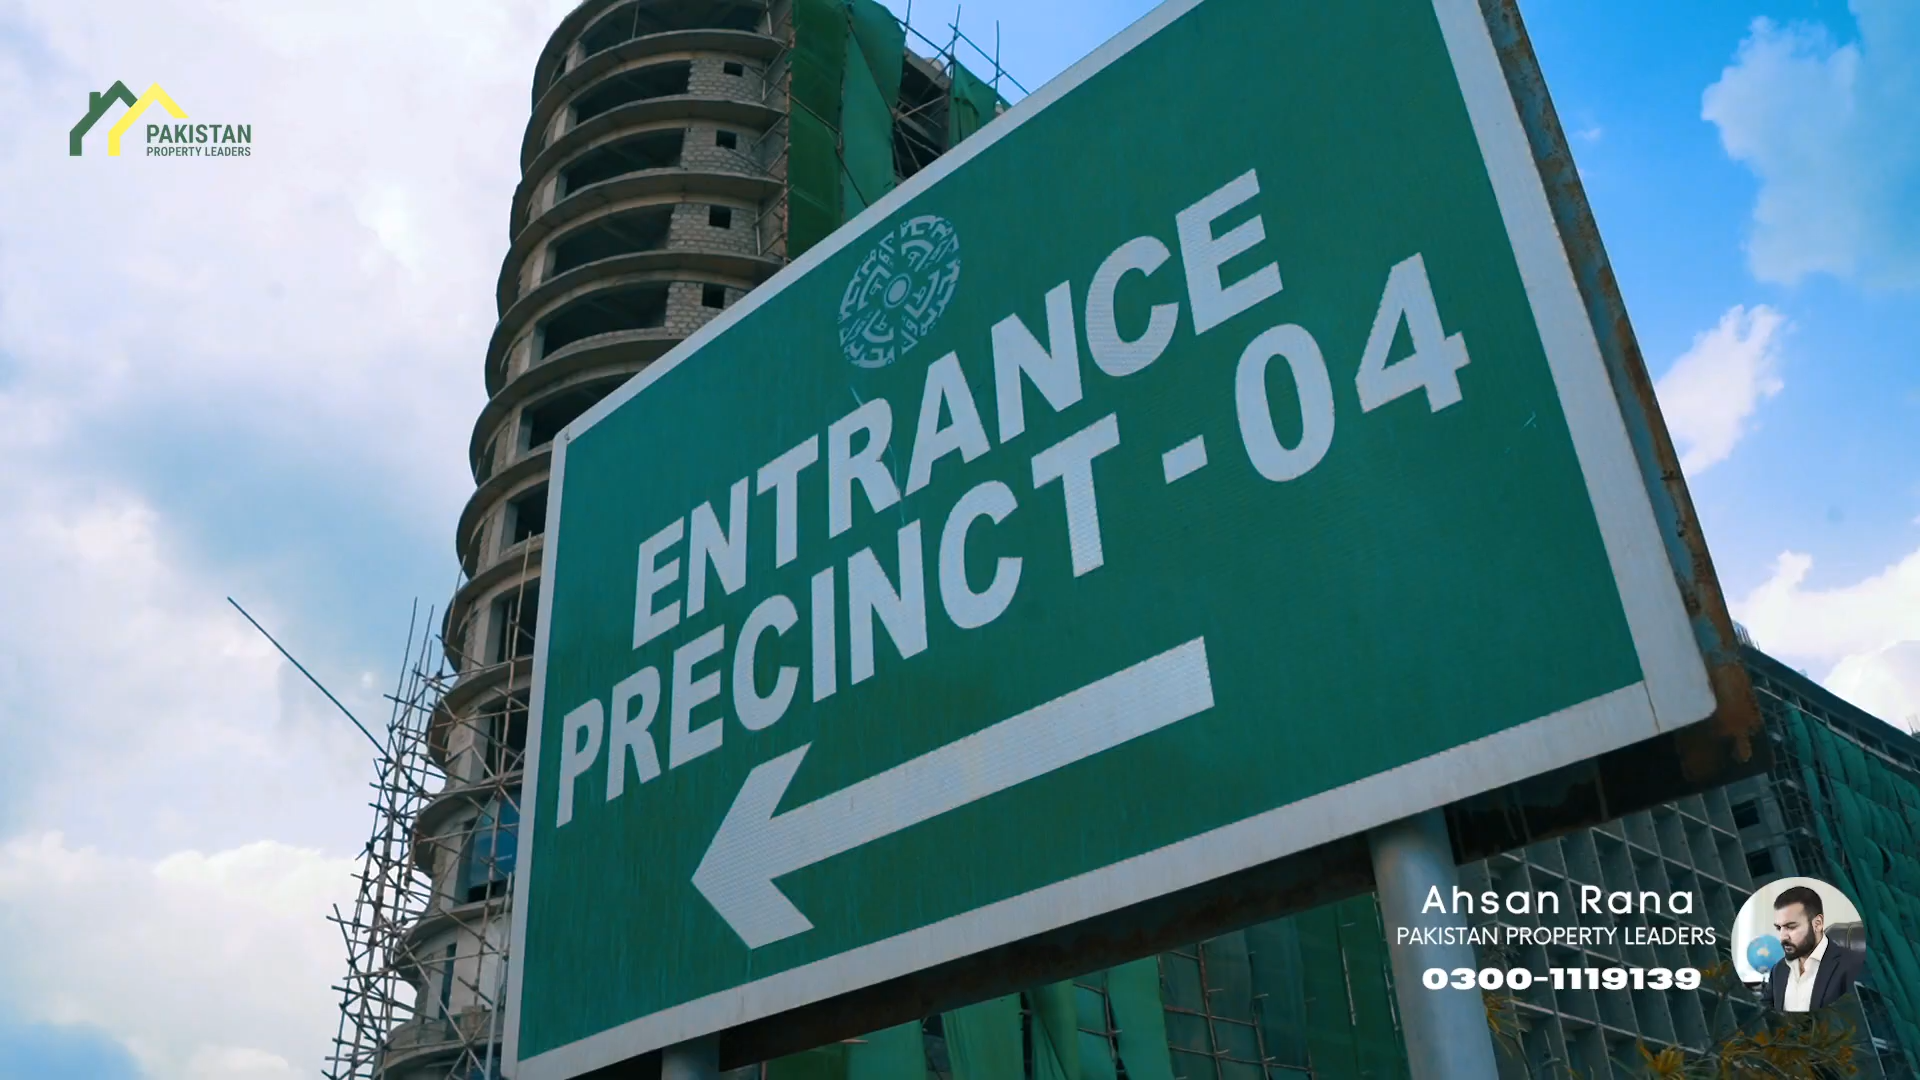 PAKISTAN
PROPERTY LEADERS
ENTRANCE
PRECINCT-04
Ahsan Rana
PAKISTAN PROPERTY LEADERS
0300-1119139